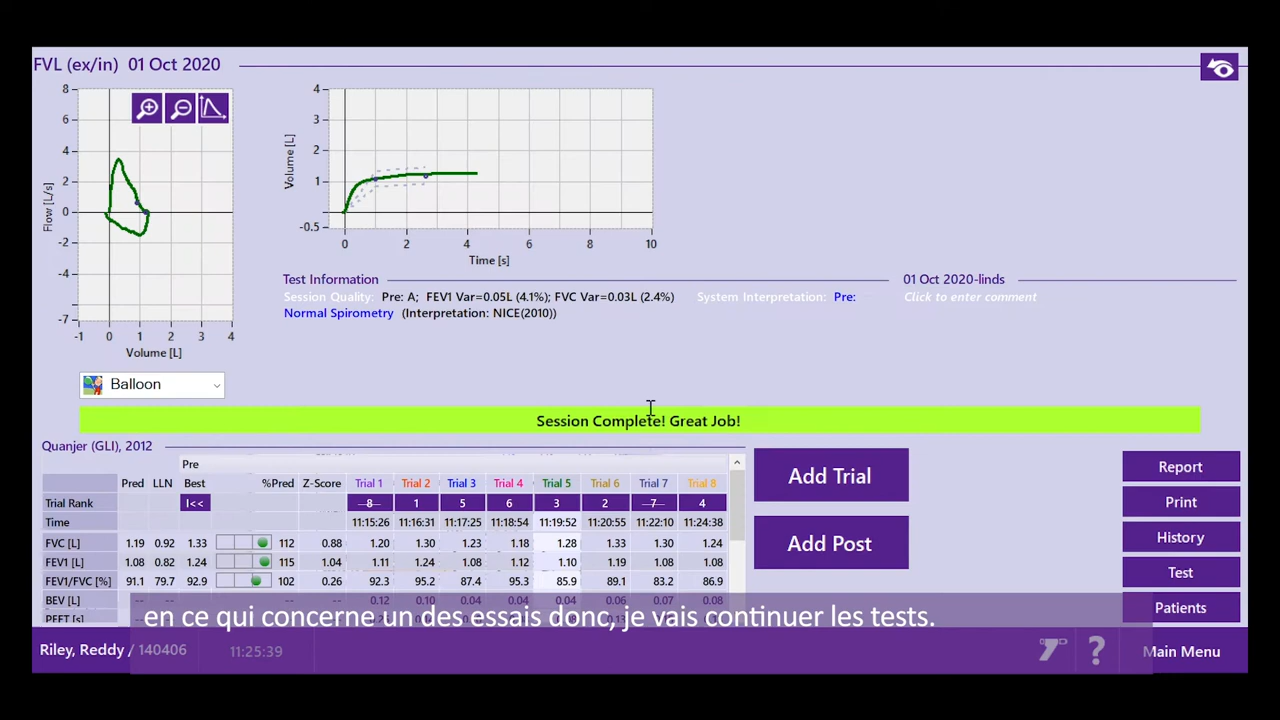 FVL (ex/in) 01 Oct 2020
8
6
4
2
0
-2
-4
-7
Flow [L/s]
-1 0 1 2 3 4
Volume [L]
4
3
2
1
-0.5
Volume [L]
0 2 4 6 8 10
Time [s]
Test Information
01 Oct 2020-linds
Session Quality: Pre: A; FEV1 Var=0.05L (4.1%); FVC Var=0.03L (2.4%) System Interpretation: Pre:
Click to enter comment
Normal Spirometry (Interpretation: NICE(2010))
Balloon
Session Complete! Great Job!
Quanjer (GLI), 2012
Pre
Pred LLN Best %Pred Z-Score Trial 1 Trial 2 Trial 3 Trial 4 Trial 5 Trial 6 Trial 7 Trial 8
Trial Rank I<< 8 1 5 6 3 2 7 4
Time 11:15:26 11:16:31 11:17:25 11:18:54 11:19:52 11:20:55 11:22:10 11:24:38
FVC [L] 1.19 0.92 1.33 112 0.88 1.20 1.30 1.23 1.18 1.28 1.33 1.30 1.24
FEV1 [L] 1.08 0.82 1.24 115 1.04 1.11 1.24 1.08 1.12 1.10 1.19 1.08 1.08
FEV1/FVC [%] 91.1 79.7 92.9 102 0.26 92.3 95.2 87.4 95.3 85.9 89.1 83.2 86.9
BEV [L] -- -- -- -- -- 0.12 0.10 0.04 0.04 0.04 0.06 0.07 0.08
PEFT [s]
Add Trial
Add Post
Report
Print
History
Test
Patients
en ce qui concerne un des essais donc, je vais continuer les tests.
Riley, Reddy / 140406 11:25:39
?
Main Menu